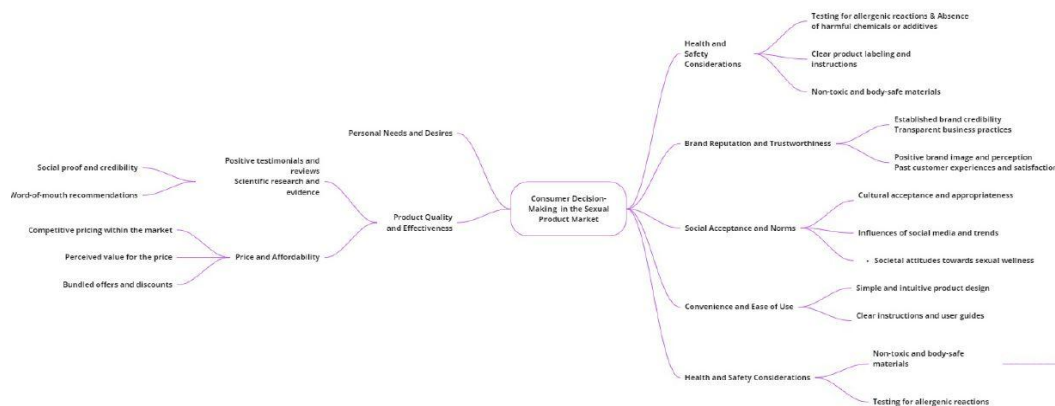 Consumer Decision-
Making in the Sexual
Product Market
Personal Needs and Desires
Product Quality
and Effectiveness
Positive testimonials and
reviews
Scientific research and
evidence
Social proof and credibility
Word-of-mouth recommendations
Price and Affordability
Competitive pricing within the market
Perceived value for the price
Bundled offers and discounts
Health and
Safety
Considerations
Testing for allergenic reactions & Absence
of harmful chemicals or additives
Clear product labeling and
instructions
Non-toxic and body-safe materials
Brand Reputation and Trustworthiness
Established brand credibility
Transparent business practices
Positive brand image and perception
Past customer experiences and satisfaction
Social Acceptance and Norms
Cultural acceptance and appropriateness
Influences of social media and trends
• Societal attitudes towards sexual wellness
Convenience and Ease of Use
Simple and intuitive product design
Clear instructions and user guides
Health and Safety Considerations
Non-toxic and body-safe
materials
Testing for allergenic reactions